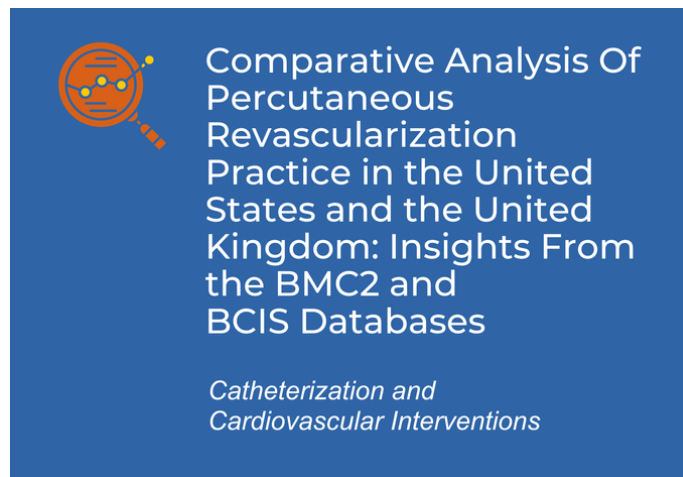 Comparative Analysis Of
Percutaneous
Revascularization
Practice in the United
States and the United
Kingdom: Insights From
the BMC2 and
BCIS Databases
Catheterization and
Cardiovascular Interventions